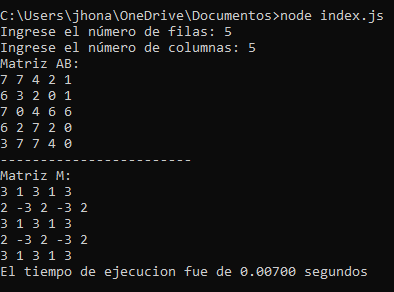 C:\Users\jhona\OneDrive\Documentos>node index.js
Ingrese el número de filas: 5
Ingrese el número de columnas: 5
Matriz AB:
7 7 4 2 1
6 3 2 0 1
7 0 4 6 6
6 2 7 2 0
3 7 7 4 0
------------------------
Matriz M:
3 1 3 1 3
2 -3 2 -3 2
3 1 3 1 3
2 -3 2 -3 2
3 1 3 1 3
El tiempo de ejecucion fue de 0.00700 segundos